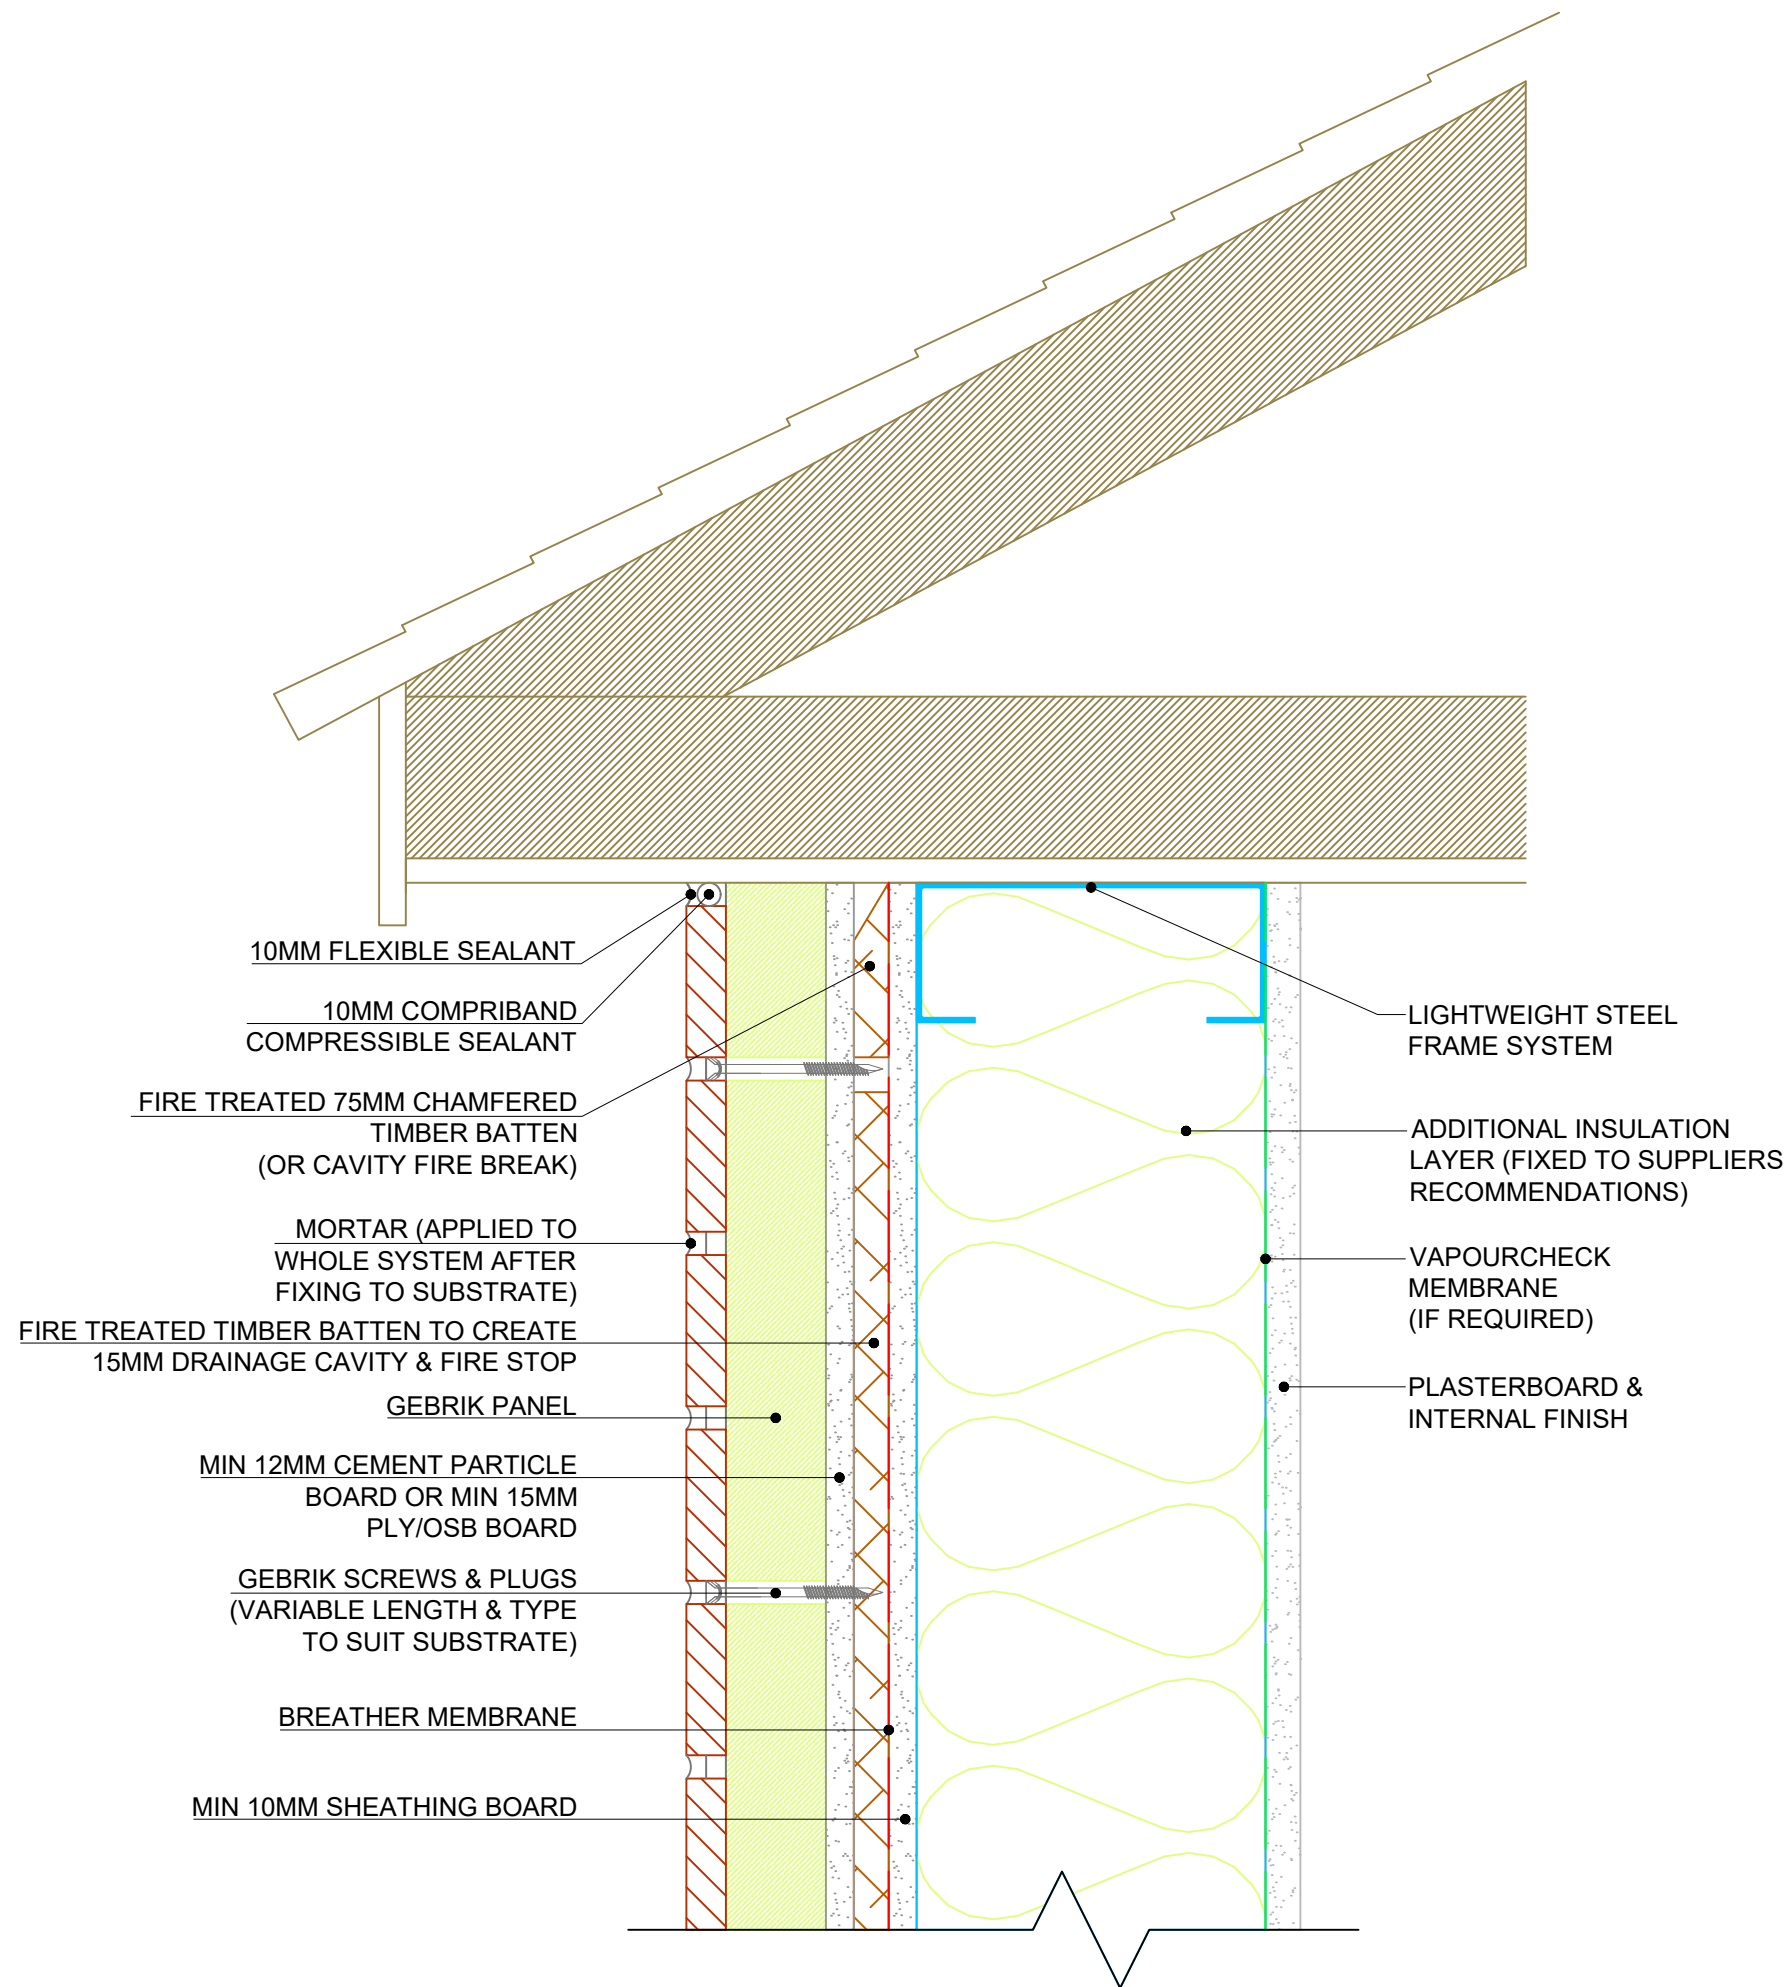 10MM FLEXIBLE SEALANT
10MM COMPRIBAND
COMPRESSIBLE SEALANT
FIRE TREATED 75MM CHAMFERED
TIMBER BATTEN
(OR CAVITY FIRE BREAK)
MORTAR (APPLIED TO
WHOLE SYSTEM AFTER
FIXING TO SUBSTRATE)
FIRE TREATED TIMBER BATTEN TO CREATE
15MM DRAINAGE CAVITY & FIRE STOP
GEBRIK PANEL
MIN 12MM CEMENT PARTICLE
BOARD OR MIN 15MM
PLY/OSB BOARD
GEBRIK SCREWS & PLUGS
(VARIABLE LENGTH & TYPE
TO SUIT SUBSTRATE)
BREATHER MEMBRANE
MIN 10MM SHEATHING BOARD
LIGHTWEIGHT STEEL
FRAME SYSTEM
ADDITIONAL INSULATION
LAYER (FIXED TO SUPPLIERS
RECOMMENDATIONS)
VAPOURCHECK
MEMBRANE
(IF REQUIRED)
PLASTERBOARD &
INTERNAL FINISH